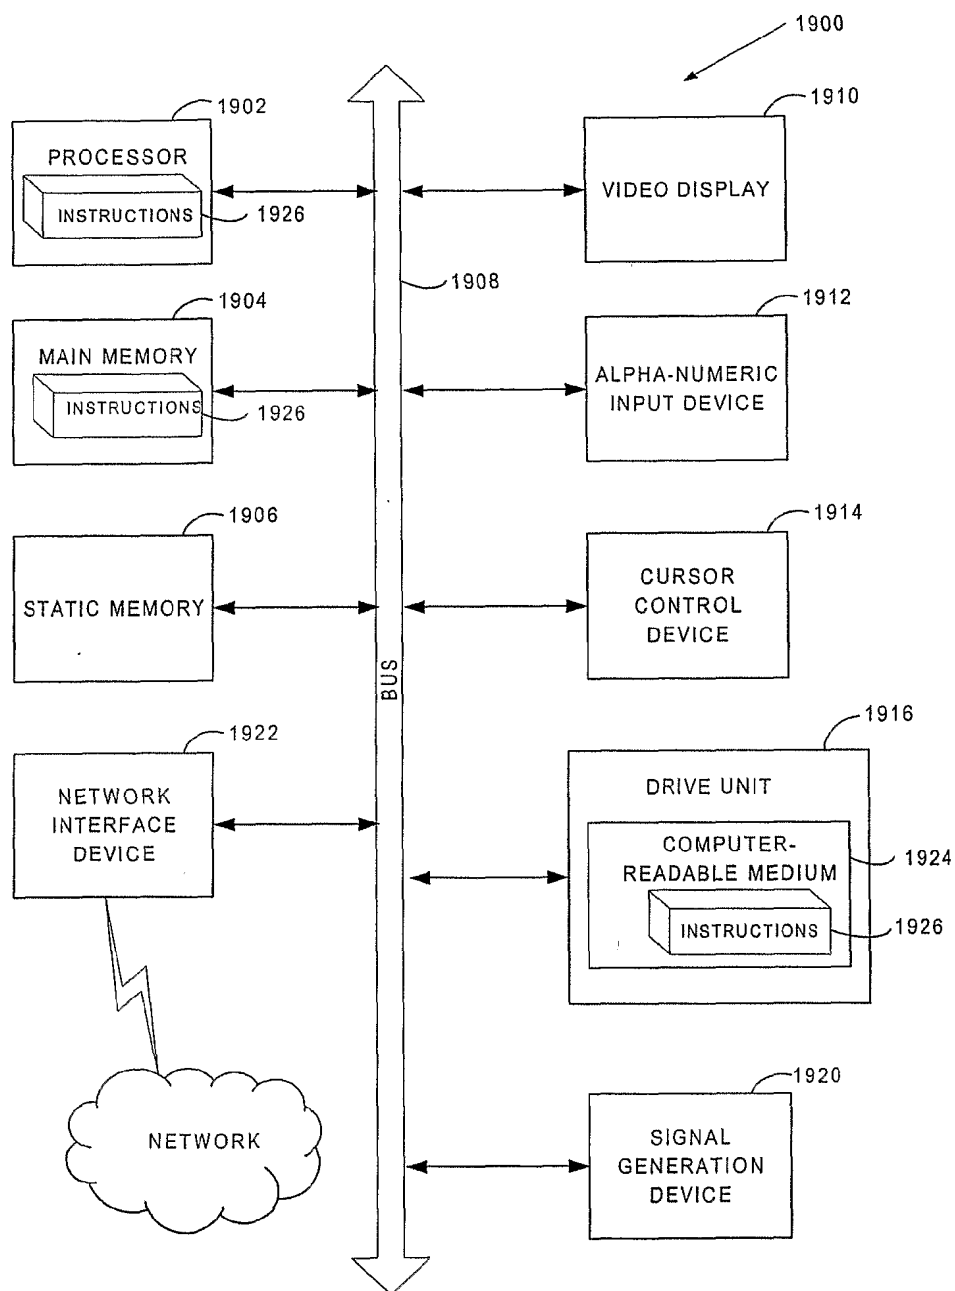 1900
1902
PROCESSOR
INSTRUCTIONS
1926
1904
MAIN MEMORY
INSTRUCTIONS
1926
1906
STATIC MEMORY
1922
NETWORK
INTERFACE
DEVICE
NETWORK
1908
BUS
1910
VIDEO DISPLAY
1912
ALPHA-NUMERIC
INPUT DEVICE
1914
CURSOR
CONTROL
DEVICE
1916
DRIVE UNIT
COMPUTER-
READABLE MEDIUM
1924
INSTRUCTIONS
1926
1920
SIGNAL
GENERATION
DEVICE